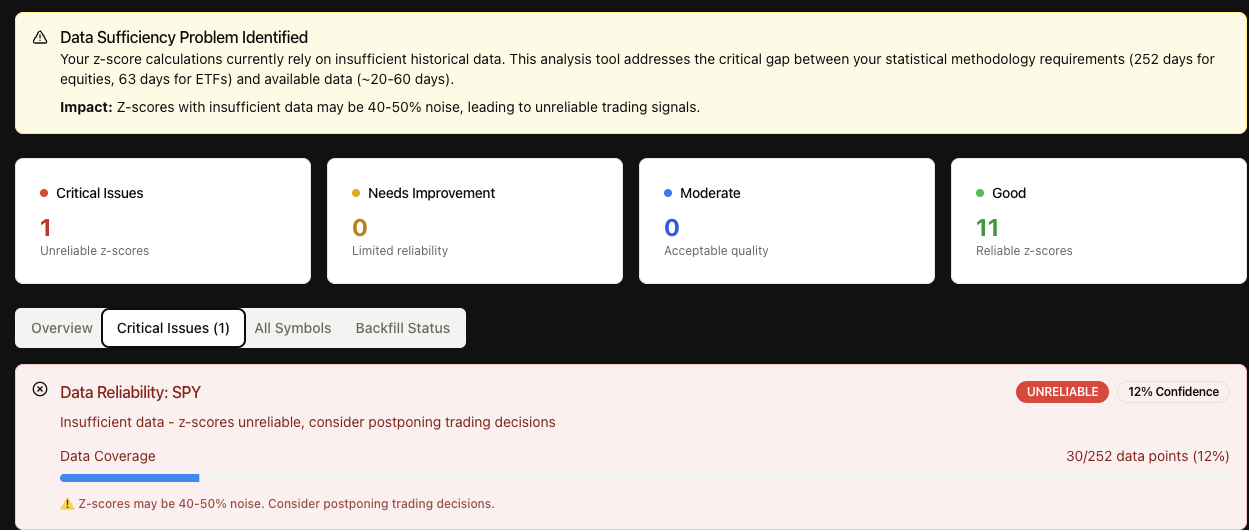 Data Sufficiency Problem Identified
Your z-score calculations currently rely on insufficient historical data. This analysis tool addresses the critical gap between your statistical methodology requirements (252 days for
equities, 63 days for ETFs) and available data (~20-60 days).
Impact: Z-scores with insufficient data may be 40-50% noise, leading to unreliable trading signals.
Critical Issues
1
Unreliable z-scores
Needs Improvement
0
Limited reliability
Moderate
0
Acceptable quality
Good
11
Reliable z-scores
Overview Critical Issues (1) All Symbols Backfill Status
Data Reliability: SPY UNRELIABLE 12% Confidence
Insufficient data - z-scores unreliable, consider postponing trading decisions
Data Coverage 30/252 data points (12%)
⚠️ Z-scores may be 40-50% noise. Consider postponing trading decisions.